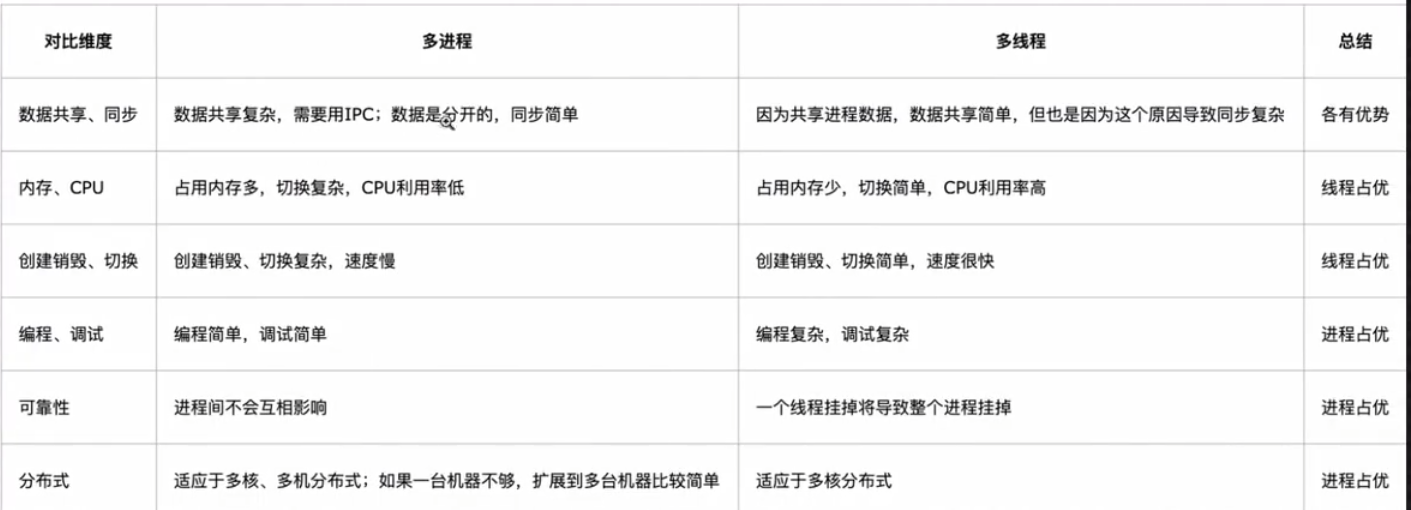 对比维度 多进程 多线程 总结
数据共享、同步 数据共享复杂，需要用IPC；数据是分开的，同步简单 因为共享进程数据，数据共享简单，但也是因为这个原因导致同步复杂 各有优势
内存、CPU 占用内存多，切换复杂，CPU利用率低 占用内存少，切换简单，CPU利用率高 线程占优
创建销毁、切换 创建销毁、切换复杂，速度慢 创建销毁、切换简单，速度很快 线程占优
编程、调试 编程简单，调试简单 编程复杂，调试复杂 进程占优
可靠性 进程间不会互相影响 一个线程挂掉将导致整个进程挂掉 进程占优
分布式 适应于多核、多机分布式；如果一台机器不够，扩展到多台机器比较简单 适应于多核分布式 进程占优